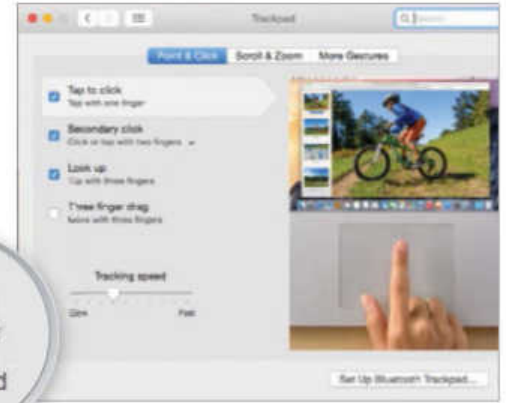 Trackpad
Search
Point & Click Scroll & Zoom More Gestures
Tap to click
Tap with one finger
Secondary click
Click or tap with two fingers
Look up
Tap with three fingers
Three finger drag
Move with three fingers
Tracking speed
Slow Fast
d
Set Up Bluetooth Trackpad...